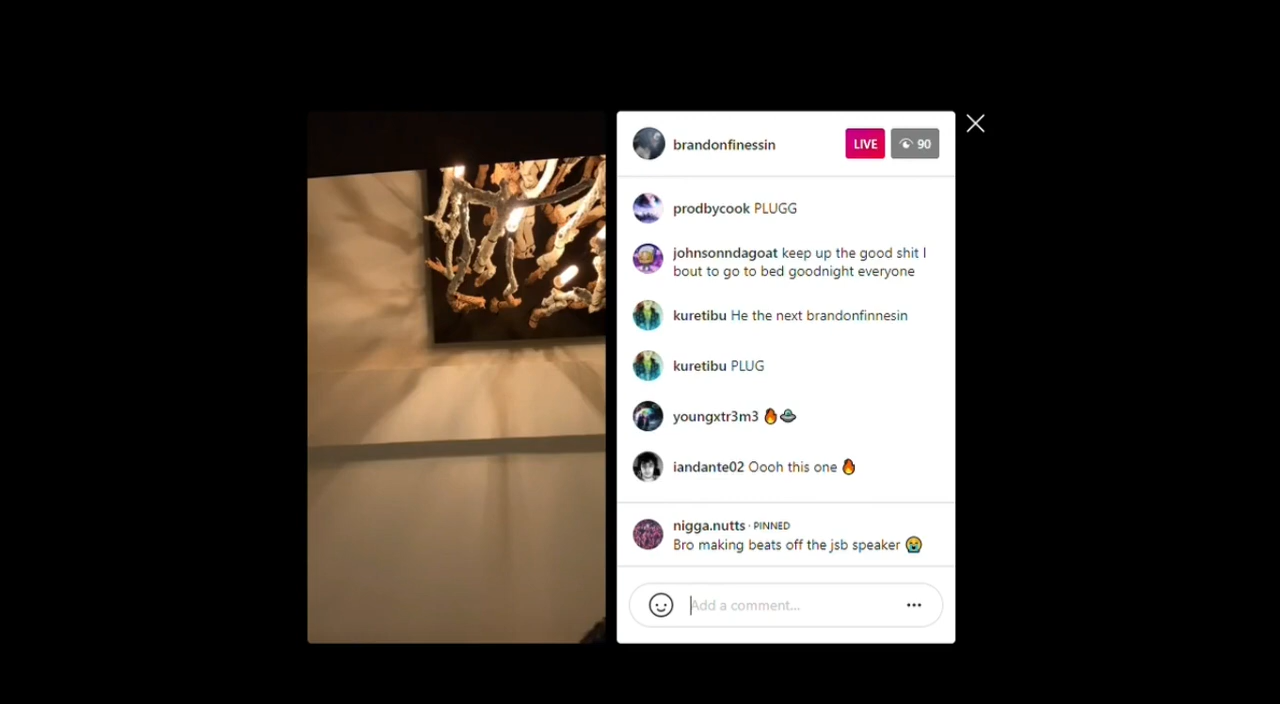 brandonfinessin
LIVE
90
prodbycook PLUGG
johnsonndagoat keep up the good shit I
bout to go to bed goodnight everyone
kuretibu He the next brandonfinnesin
kuretibu PLUG
youngxtr3m3 🔥🛸
iandante02 Oooh this one 🔥
nigga.nutts · PINNED
Bro making beats off the jsb speaker 😭
Add a comment...